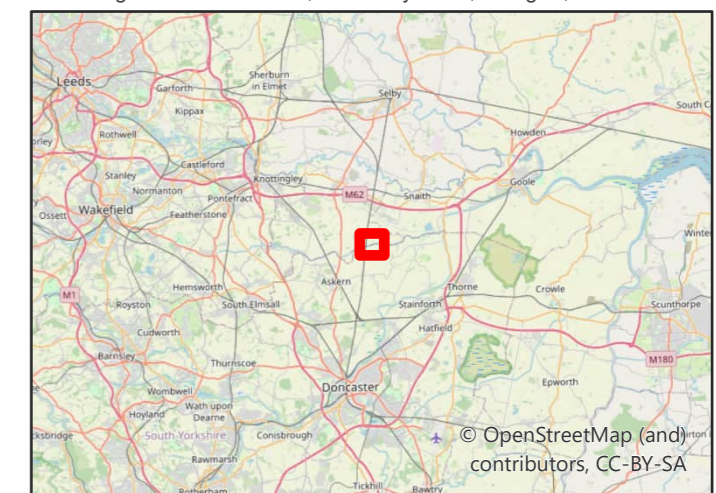 Leeds
Garforth
Sherburn
in Elmet
Selby
Kippax
Rothwell
Howden
Castleford
Stanley
Knottingley
Goole
Normanton
Pontefract
M62
Snaith
Ossett
Wakefield
Featherstone
Askern
Hemsworth
Thorne
Crowle
M1
Royston
South Elmsall
Stainforth
Scunthorpe
Cudworth
Hatfield
Barnsley
Thurnscoe
M180
Doncaster
Epworth
Wombwell
Hoyland
Wath upon
Dearne
South Yorkshire
Conisbrough
Rawmarsh
Rotherham
Tickhill
Bawtry
© OpenStreetMap (and)
contributors, CC-BY-SA